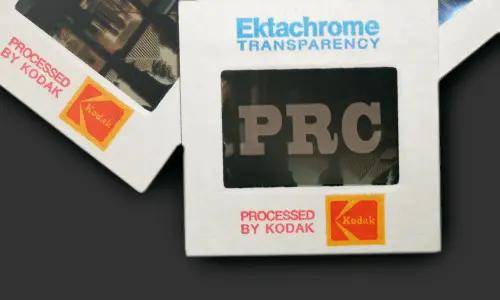 PROCESSED
BY KODAK
Kodak
Ektachrome
TRANSPARENCY
PRC
PROCESSED
BY KODAK
Kodak